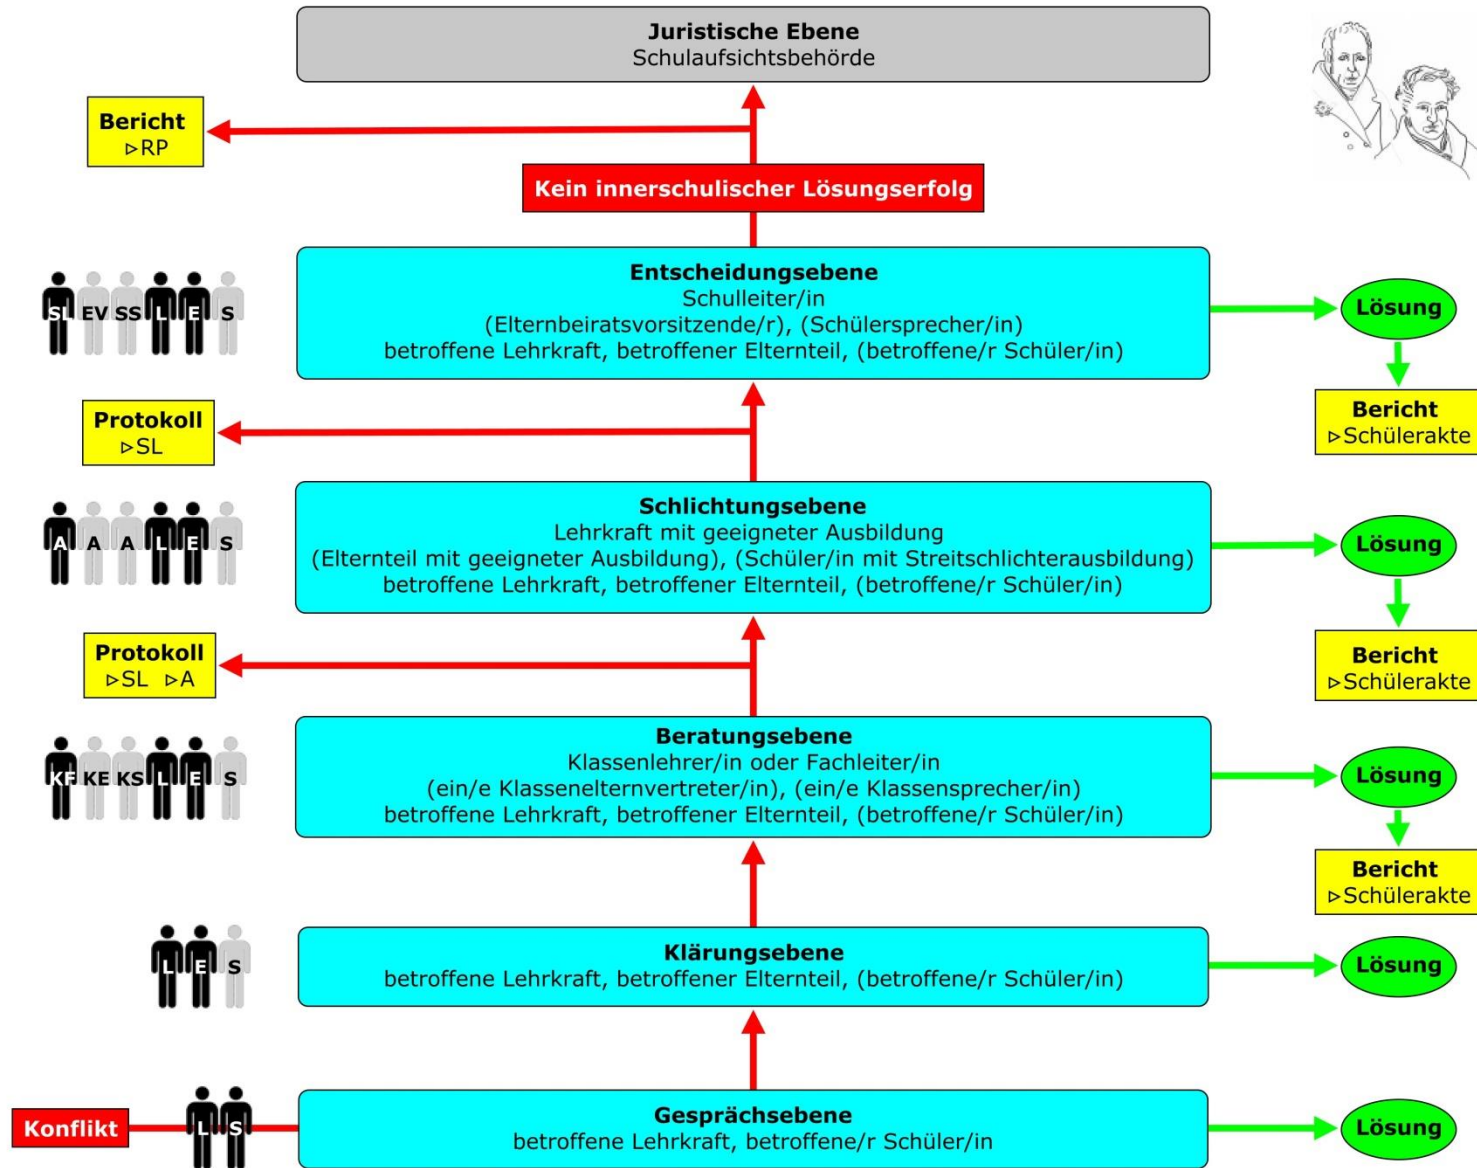 Juristische Ebene
Schulaufsichtsbehörde
Bericht
▹RP
Kein innerschulischer Lösungserfolg
SL EV SS L E S
Entscheidungsebene
Schulleiter/in
(Elternbeiratsvorsitzende/r), (Schülersprecher/in)
betroffene Lehrkraft, betroffener Elternteil, (betroffene/r Schüler/in)
Lösung
Bericht
▹Schülerakte
Protokoll
▹SL
A A A L E S
Schlichtungsebene
Lehrkraft mit geeigneter Ausbildung
(Elternteil mit geeigneter Ausbildung), (Schüler/in mit Streitschlichterausbildung)
betroffene Lehrkraft, betroffener Elternteil, (betroffene/r Schüler/in)
Lösung
Bericht
▹Schülerakte
Protokoll
▹SL ▹A
KF KE KS L E S
Beratungsebene
Klassenlehrer/in oder Fachleiter/in
(ein/e Klassenelternvertreter/in), (ein/e Klassensprecher/in)
betroffene Lehrkraft, betroffener Elternteil, (betroffene/r Schüler/in)
Lösung
Bericht
▹Schülerakte
L E S
Klärungsebene
betroffene Lehrkraft, betroffener Elternteil, (betroffene/r Schüler/in)
Lösung
Konflikt
L S
Gesprächsebene
betroffene Lehrkraft, betroffene/r Schüler/in
Lösung